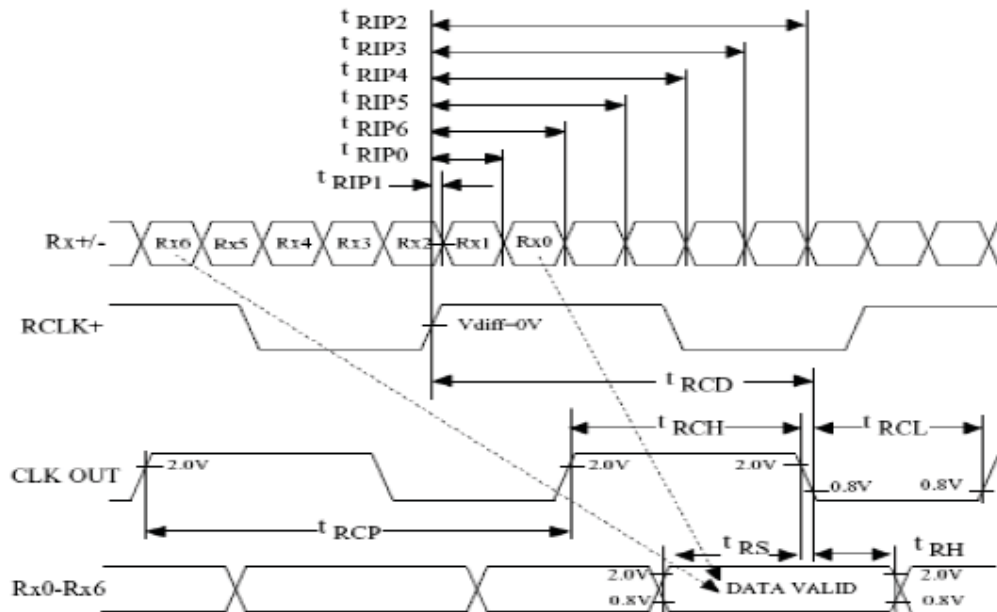 t RIP2
t RIP3
t RIP4
t RIP5
t RIP6
t RIP0
t RIP1
Rx+/- Rx6 Rx5 Rx4 Rx3 Rx2 Rx1 Rx0
RCLK+ Vdiff=0V
t RCD
t RCH t RCL
CLK OUT 2.0V 2.0V 2.0V 0.8V 0.8V
t RCP t RS t RH
Rx0-Rx6 2.0V DATA VALID 2.0V
0.8V 0.8V